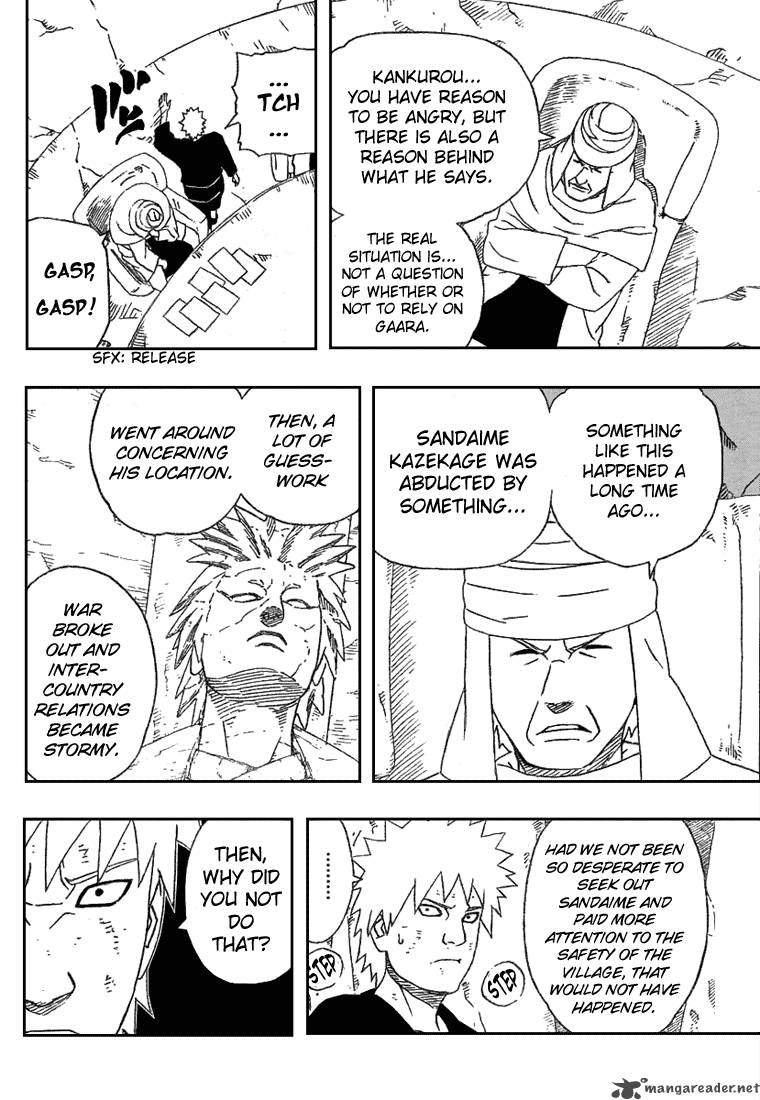 KANKUROU...
YOU HAVE REASON
TO BE ANGRY, BUT
THERE IS ALSO A
REASON BEHIND
WHAT HE SAYS.
THE REAL
SITUATION IS...
NOT A QUESTION
OF WHETHER OR
NOT TO RELY ON
GAARA.
...
TCH
...
GASP,
GASP!
SFX: RELEASE
SOMETHING
LIKE THIS
HAPPENED A
LONG TIME
AGO...
SANDAIME
KAZEKAGE WAS
ABDUCTED BY
SOMETHING...
THEN, A
LOT OF
GUESS-
WORK
WENT AROUND
CONCERNING
HIS LOCATION.
WAR
BROKE
OUT AND
INTER-
COUNTRY
RELATIONS
BECAME
STORMY.
HAD WE NOT BEEN
SO DESPERATE TO
SEEK OUT
SANDAIME AND
PAID MORE
ATTENTION TO THE
SAFETY OF THE
VILLAGE, THAT
WOULD NOT HAVE
HAPPENED.
.........
STEP
STEP
THEN,
WHY DID
YOU NOT
DO
THAT?
mangareader.net